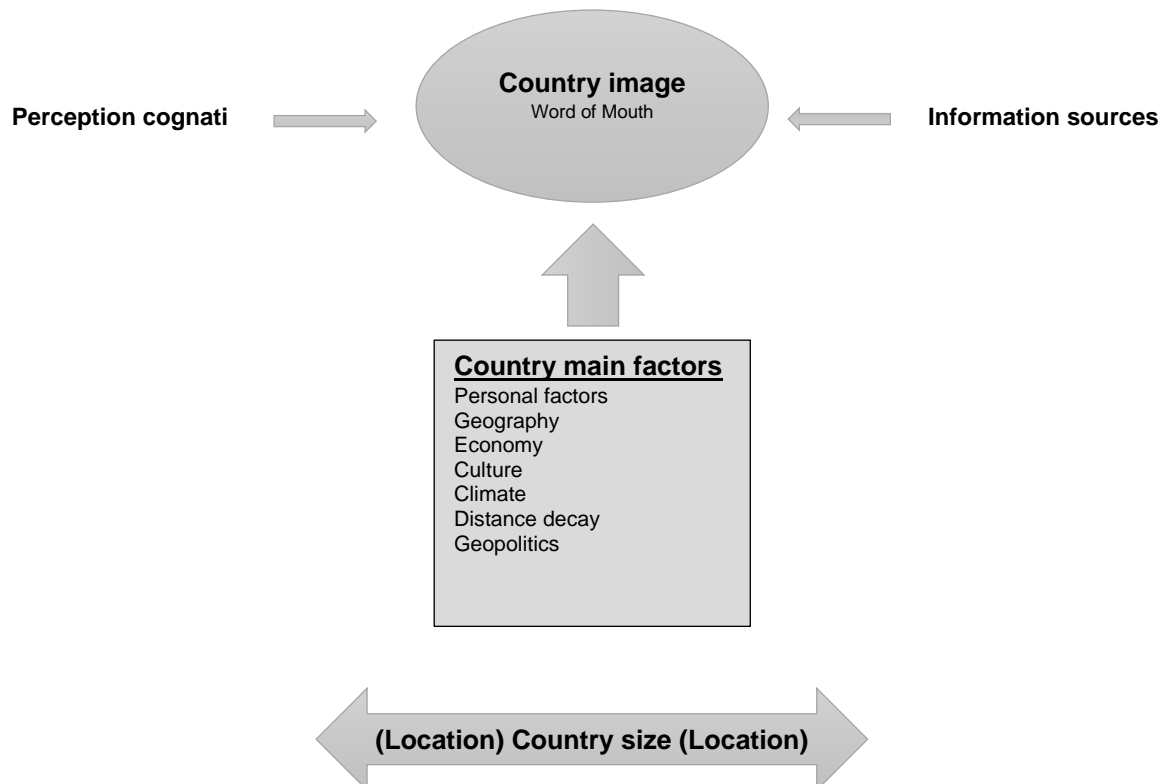 Country image
Word of Mouth
Perception cognati
Information sources
Country main factors
Personal factors
Geography
Economy
Culture
Climate
Distance decay
Geopolitics
(Location) Country size (Location)